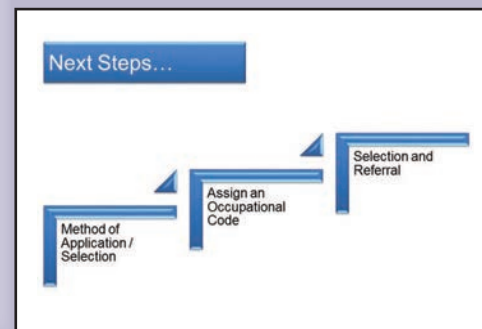 Next Steps...
Method of
Application /
Selection
Assign an
Occupational
Code
Selection and
Referral